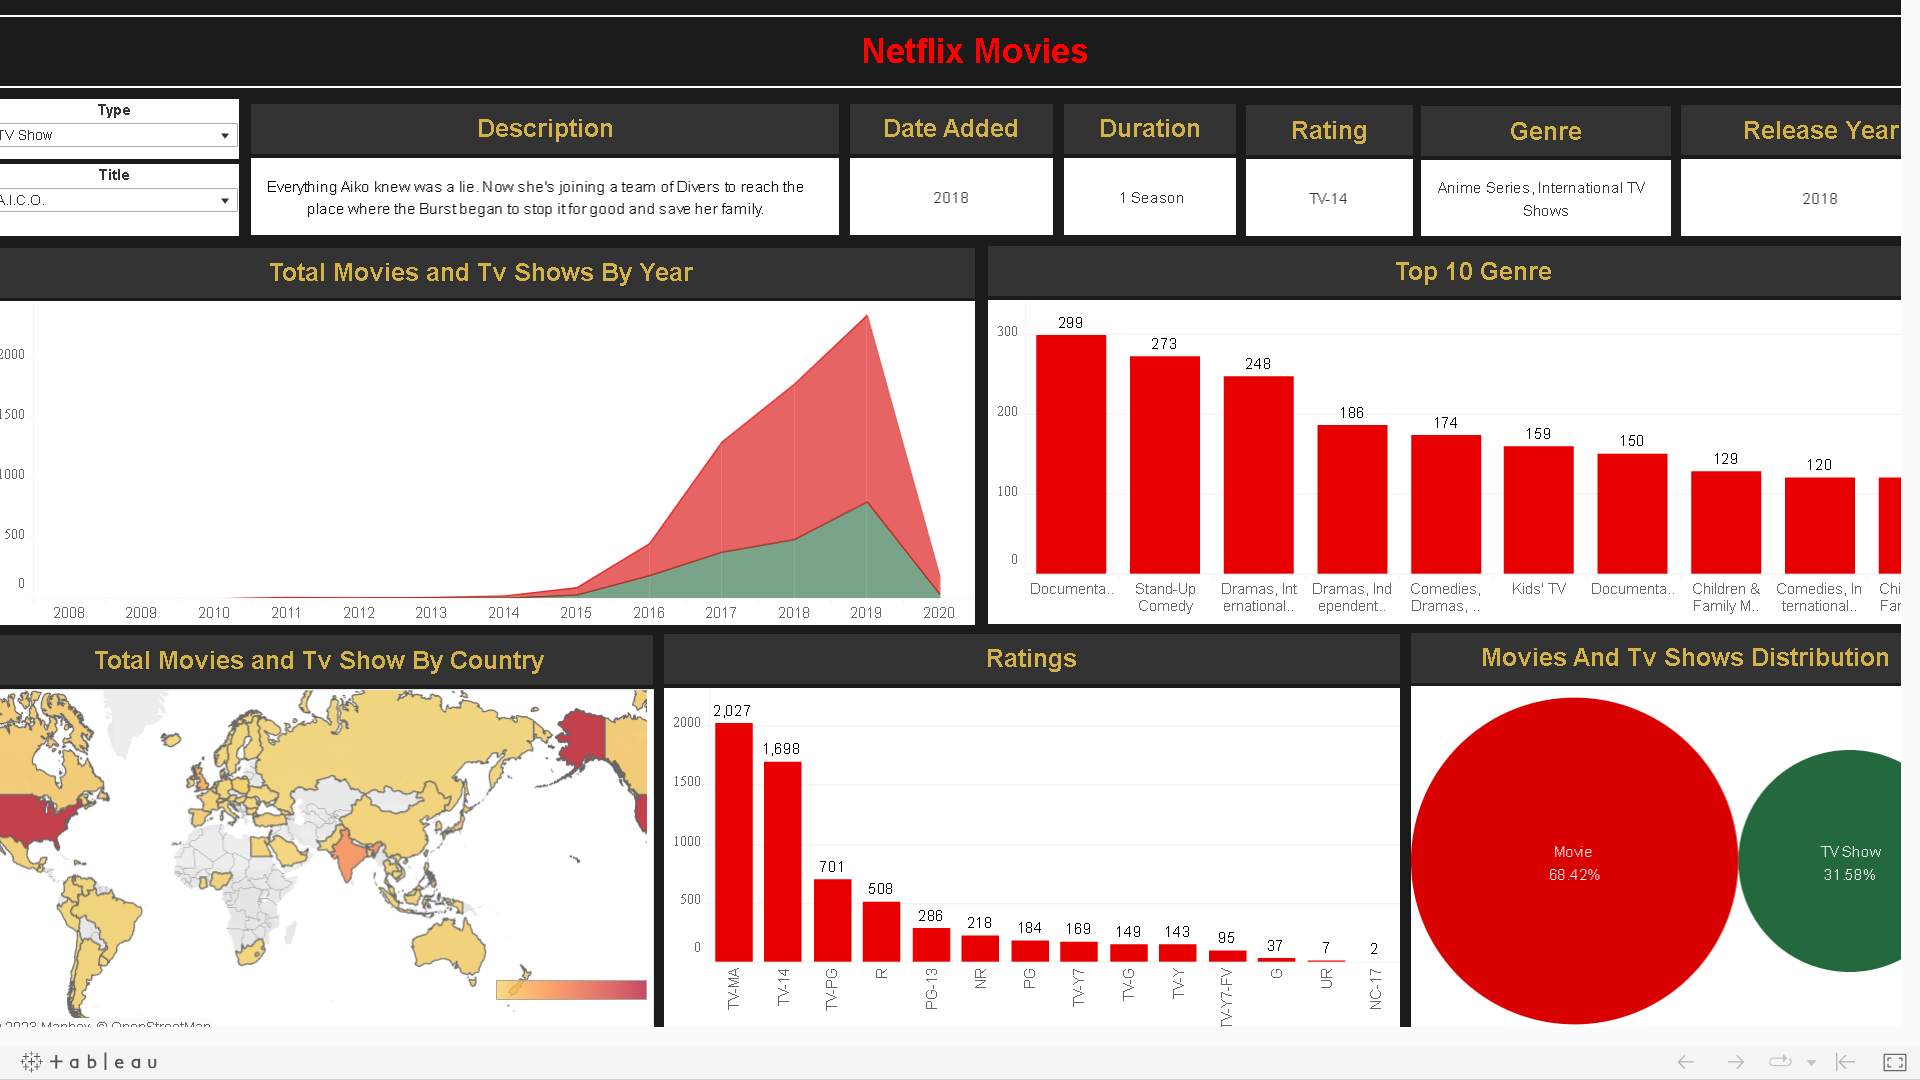 Netflix Movies
Type
TV Show
Title
A.I.C.O.
Description
Everything Aiko knew was a lie. Now she's joining a team of Divers to reach the
place where the Burst began to stop it for good and save her family.
Date Added
2018
Duration
1 Season
Rating
TV-14
Genre
Anime Series, International TV
Shows
Release Year
2018
Total Movies and Tv Shows By Year
2000
1500
1000
500
0
2008 2009 2010 2011 2012 2013 2014 2015 2016 2017 2018 2019 2020
Top 10 Genre
300
200
100
0
299
273
248
186
174
159
150
129
120
Documenta..
Stand-Up
Comedy
Dramas, Int
ernational..
Dramas, Ind
ependent..
Comedies,
Dramas, ..
Kids' TV
Documenta..
Children &
Family M..
Comedies, In
ternational..
Chi
Far
Total Movies and Tv Show By Country
2023 Mapbox © OpenStreetMap
Ratings
2000
1500
1000
500
0
2,027
1,698
701
508
286
218
184
169
149
143
95
37
7
2
TV-MA
TV-14
TV-PG
R
PG-13
NR
PG
TV-Y7
TV-G
TV-Y
TV-Y7-FV
G
UR
NC-17
Movies And Tv Shows Distribution
Movie
68.42%
TV Show
31.58%
+ableau